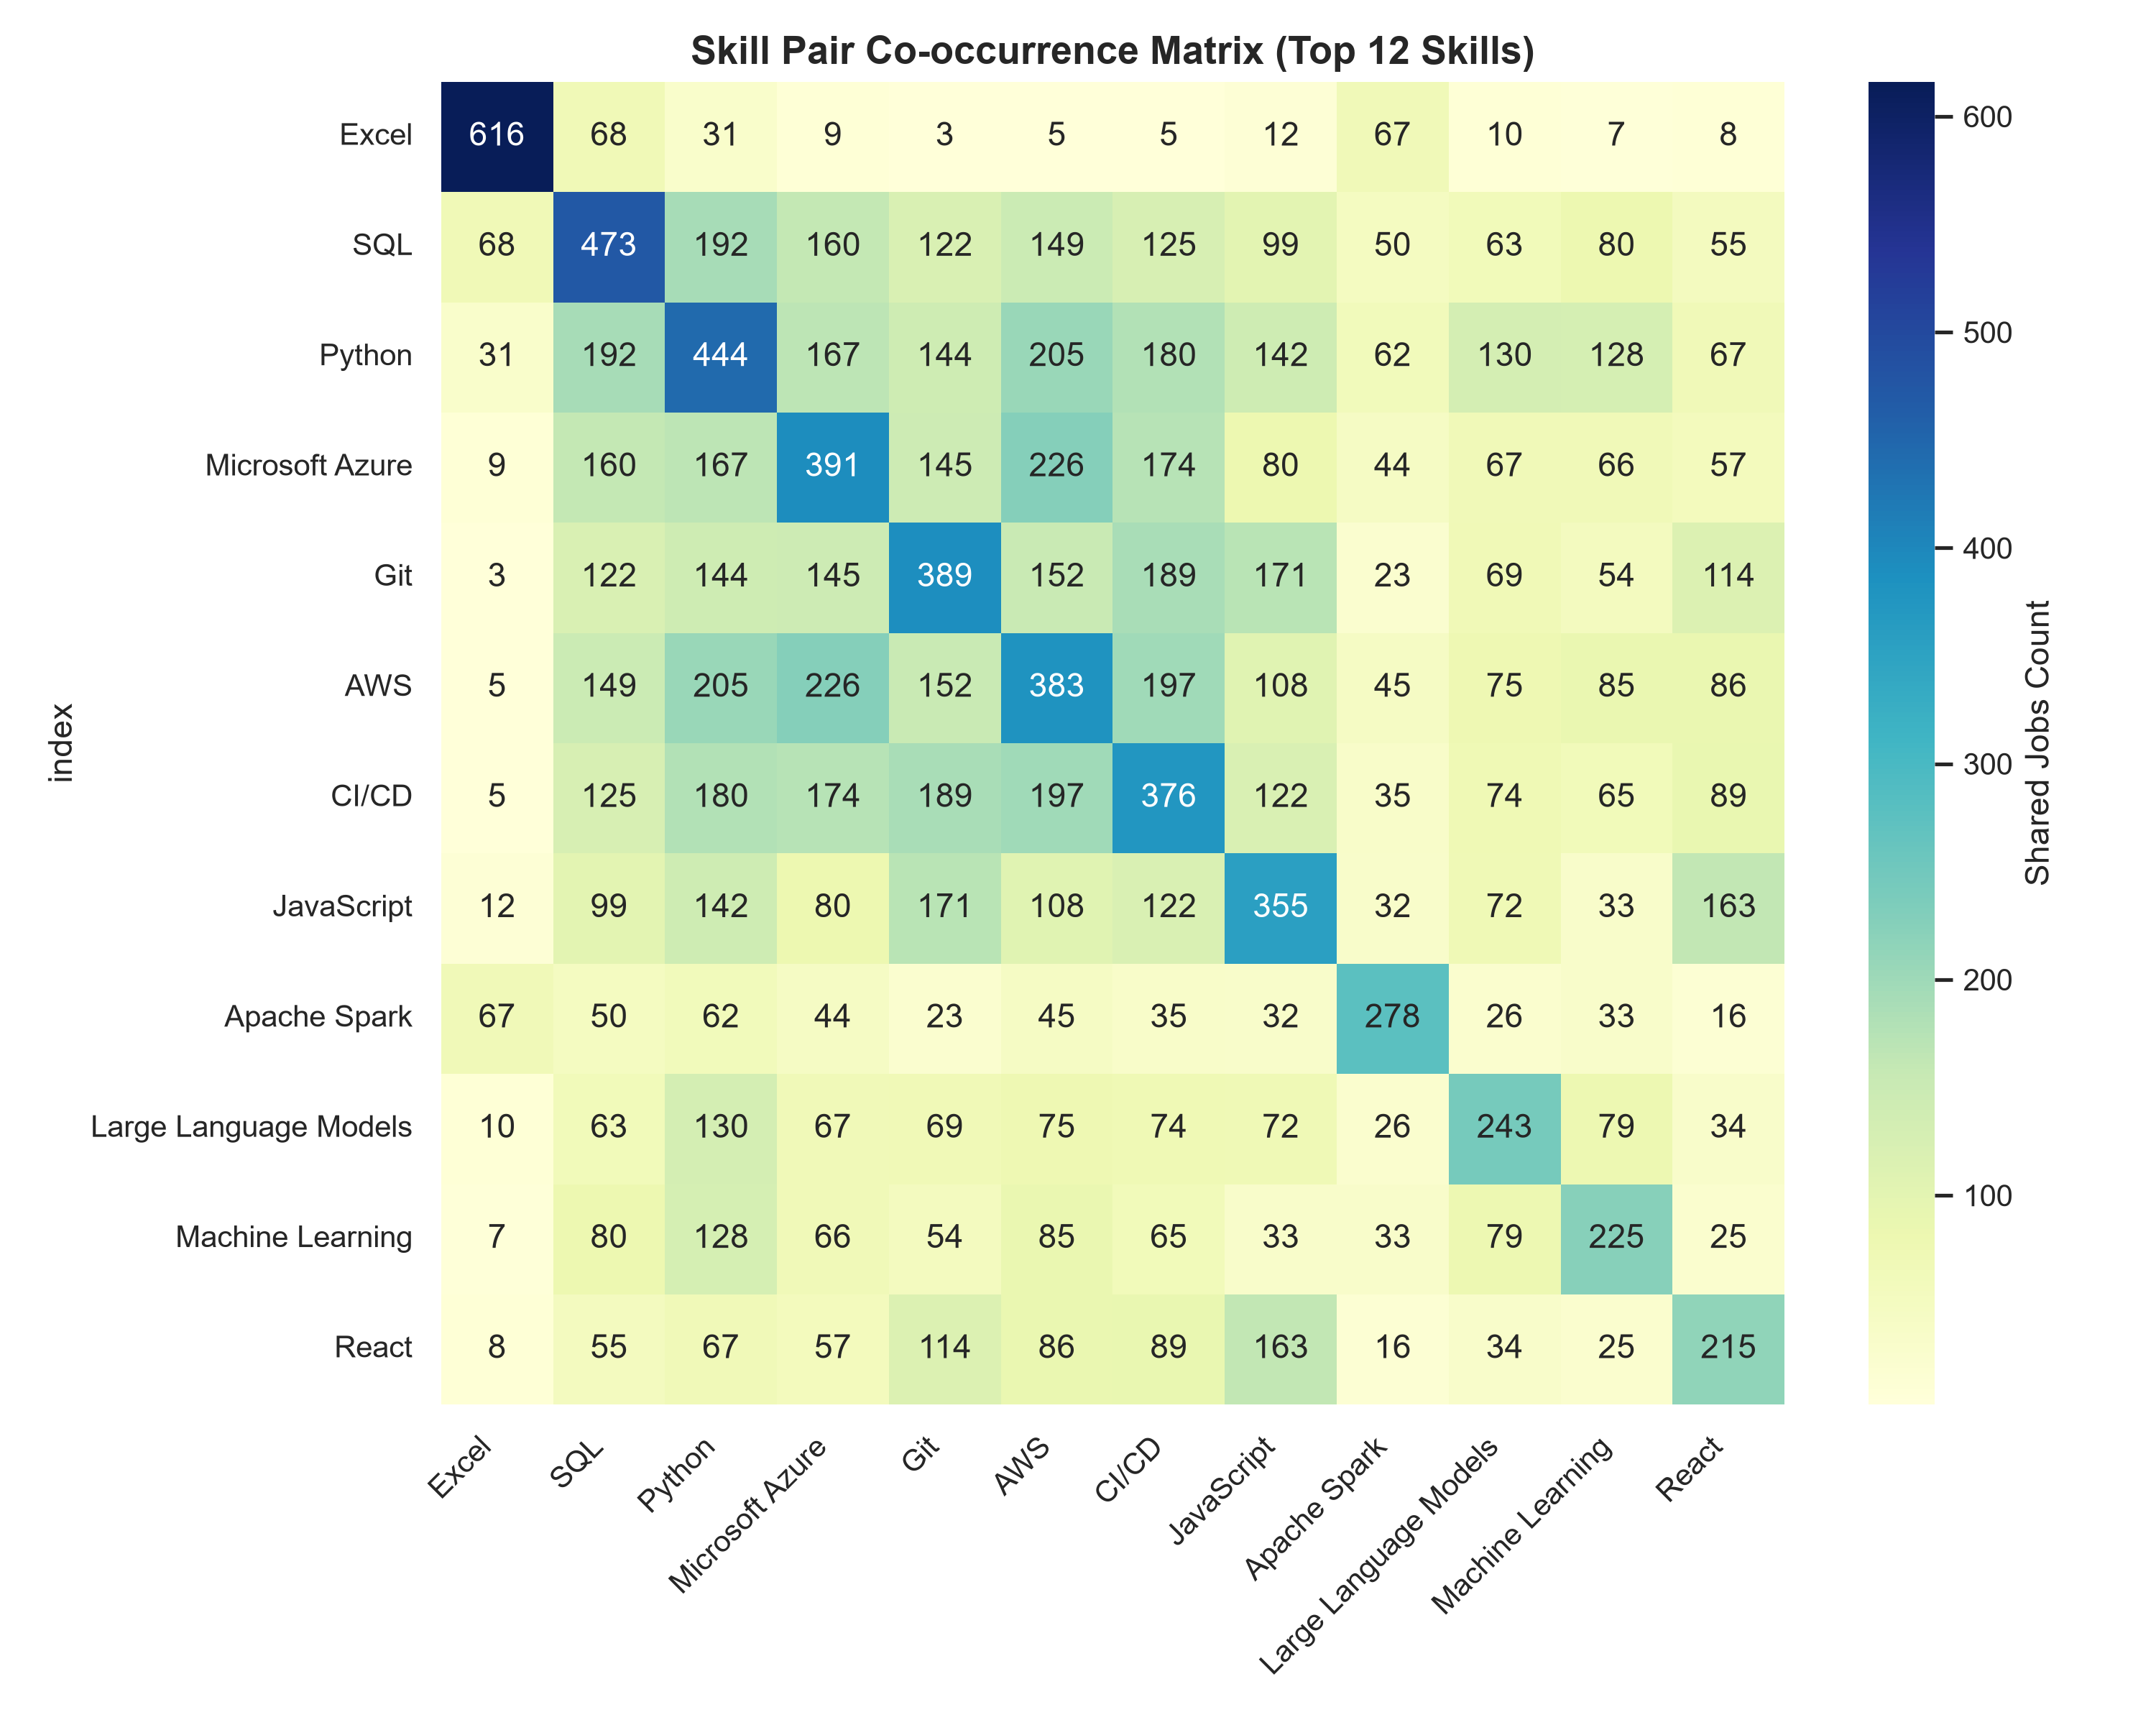 Skill Pair Co-occurrence Matrix (Top 12 Skills)
Excel 616 68 31 9 3 5 5 12 67 10 7 8
SQL 68 473 192 160 122 149 125 99 50 63 80 55
Python 31 192 444 167 144 205 180 142 62 130 128 67
Microsoft Azure 9 160 167 391 145 226 174 80 44 67 66 57
Git 3 122 144 145 389 152 189 171 23 69 54 114
AWS 5 149 205 226 152 383 197 108 45 75 85 86
CI/CD 5 125 180 174 189 197 376 122 35 74 65 89
JavaScript 12 99 142 80 171 108 122 355 32 72 33 163
Apache Spark 67 50 62 44 23 45 35 32 278 26 33 16
Large Language Models 10 63 130 67 69 75 74 72 26 243 79 34
Machine Learning 7 80 128 66 54 85 65 33 33 79 225 25
React 8 55 67 57 114 86 89 163 16 34 25 215
index
Excel
SQL
Python
Microsoft Azure
Git
AWS
CI/CD
JavaScript
Apache Spark
Large Language Models
Machine Learning
React
600
500
400
300
200
100
Shared Jobs Count